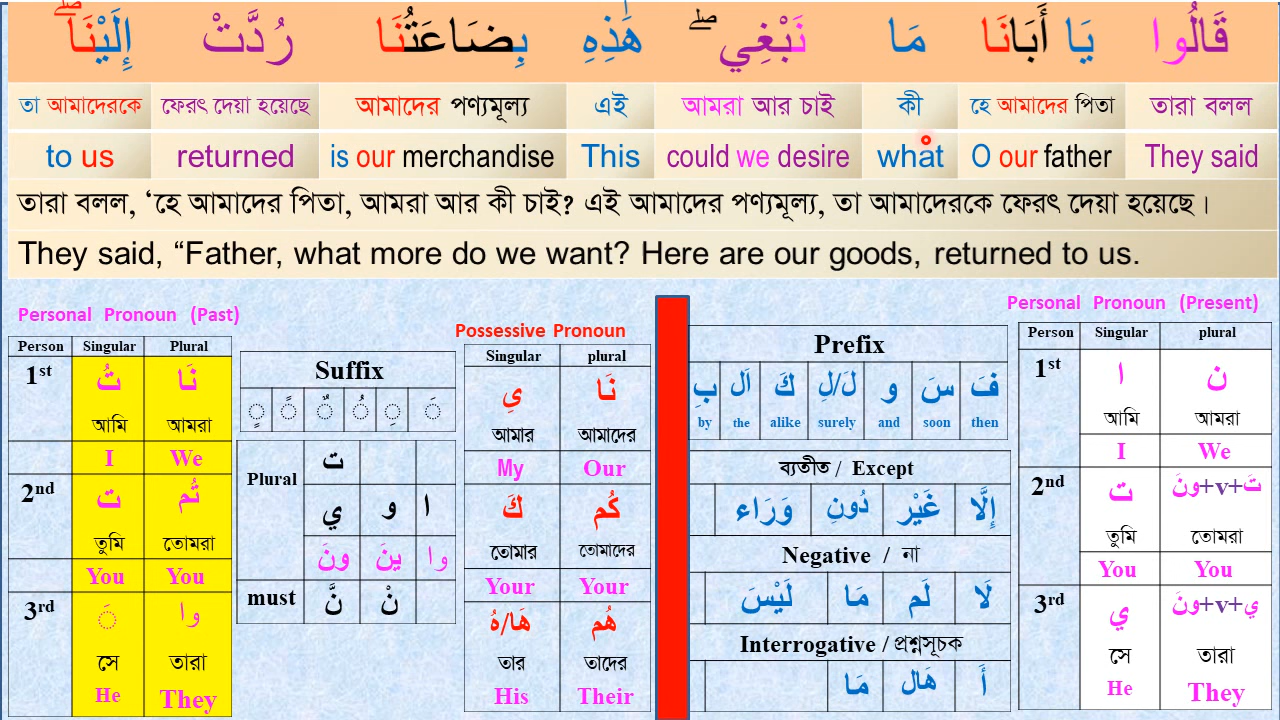 قَالُوا يَا أَبَانَا مَا نَبْغِي ۖ هَٰذِهِ بِضَاعَتُنَا رُدَّتْ إِلَيْنَا ۖ
তা আমাদেরকে ফেরৎ দেয়া হয়েছে আমাদের পণ্যমূল্য এই আমরা আর চাই কী হে আমাদের পিতা তারা বলল
to us returned is our merchandise This could we desire what O our father They said
তারা বলল, ‘হে আমাদের পিতা, আমরা আর কী চাই? এই আমাদের পণ্যমূল্য, তা আমাদেরকে ফেরৎ দেয়া হয়েছে।
They said, “Father, what more do we want? Here are our goods, returned to us.
Personal Pronoun (Past)
Person Singular Plural
1st تُ نَا
আমি আমরা
I We
2nd ت تُم
তুমি তোমরা
You You
3rd َ وا
সে তারা
He They
Suffix
ٍ ً ٌ ُ ِ َ
Plural ت
ي و ا
ونَ ينَ وا
must نَّ نْ
Possessive Pronoun
Singular plural
يِ نَا
আমার আমাদের
My Our
كَ كُم
তোমার তোমাদের
Your Your
هَا/هُ هُم
তার তাদের
His Their
Prefix
بِ اَل كَ لَ/لِ و سَ فَ
by the alike surely and soon then
ব্যতীত / Except
وَرَاء دُونِ غَيْر إِلَّا
Negative / না
لَيْسَ مَا لَم لَا
Interrogative / প্রশ্নসূচক
مَا هَال أَ
Personal Pronoun (Present)
Person Singular plural
1st ا ن
আমি আমরা
I We
2nd ت تَ+v+ونَ
তুমি তোমরা
You You
3rd ي ي+v+ونَ
সে তারা
He They